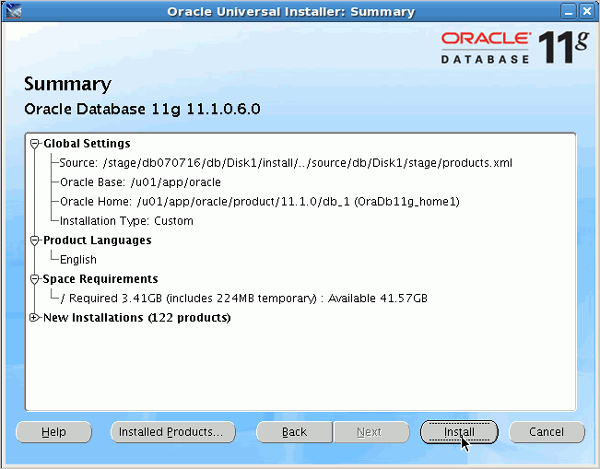 Oracle Universal Installer: Summary
ORACLE
DATABASE 11g
Summary
Oracle Database 11g 11.1.0.6.0
Global Settings
Source: /stage/db070716/db/Disk1/install/../source/db/Disk1/stage/products.xml
Oracle Base: /u01/app/oracle
Oracle Home: /u01/app/oracle/product/11.1.0/db_1 (OraDb11g_home1)
Installation Type: Custom
Product Languages
English
Space Requirements
/ Required 3.41GB (includes 224MB temporary) : Available 41.57GB
New Installations (122 products)
Help Installed Products... Back Next Install Cancel